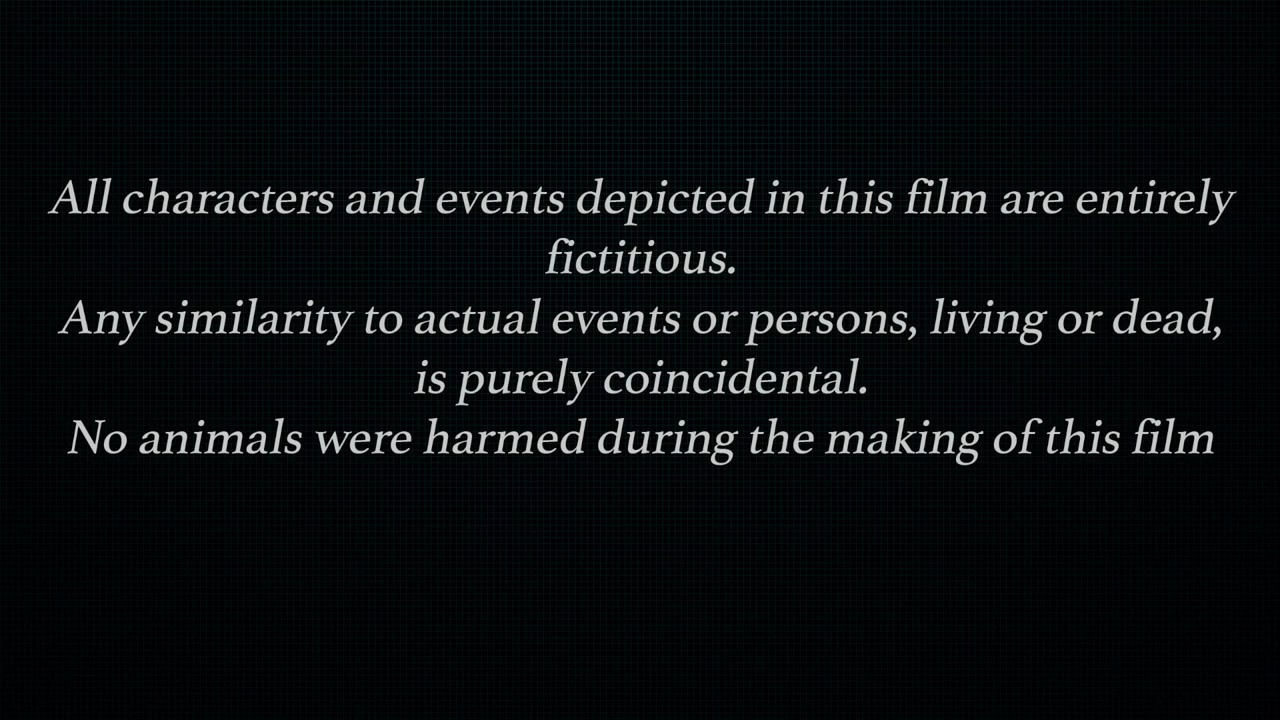 All characters and events depicted in this film are entirely
fictitious.
Any similarity to actual events or persons, living or dead,
is purely coincidental.
No animals were harmed during the making of this film